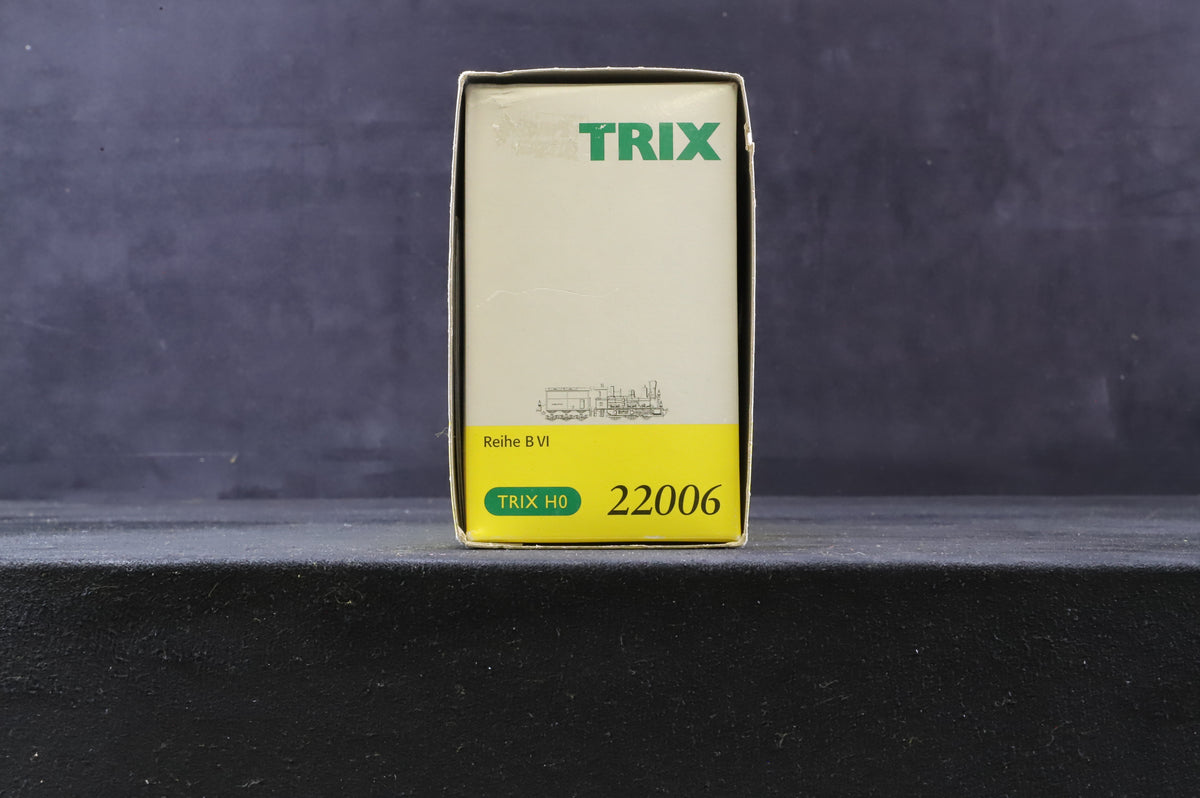 TRIX
Reihe B VI
TRIX H0
22006